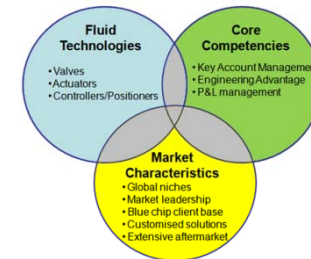 Fluid
Technologies
•Valves
•Actuators
•Controllers/Positioners
Core
Competencies
•Key Account Management
•Engineering Advantage
•P&L management
Market
Characteristics
•Global niches
•Market leadership
•Blue chip client base
•Customised solutions
•Extensive aftermarket